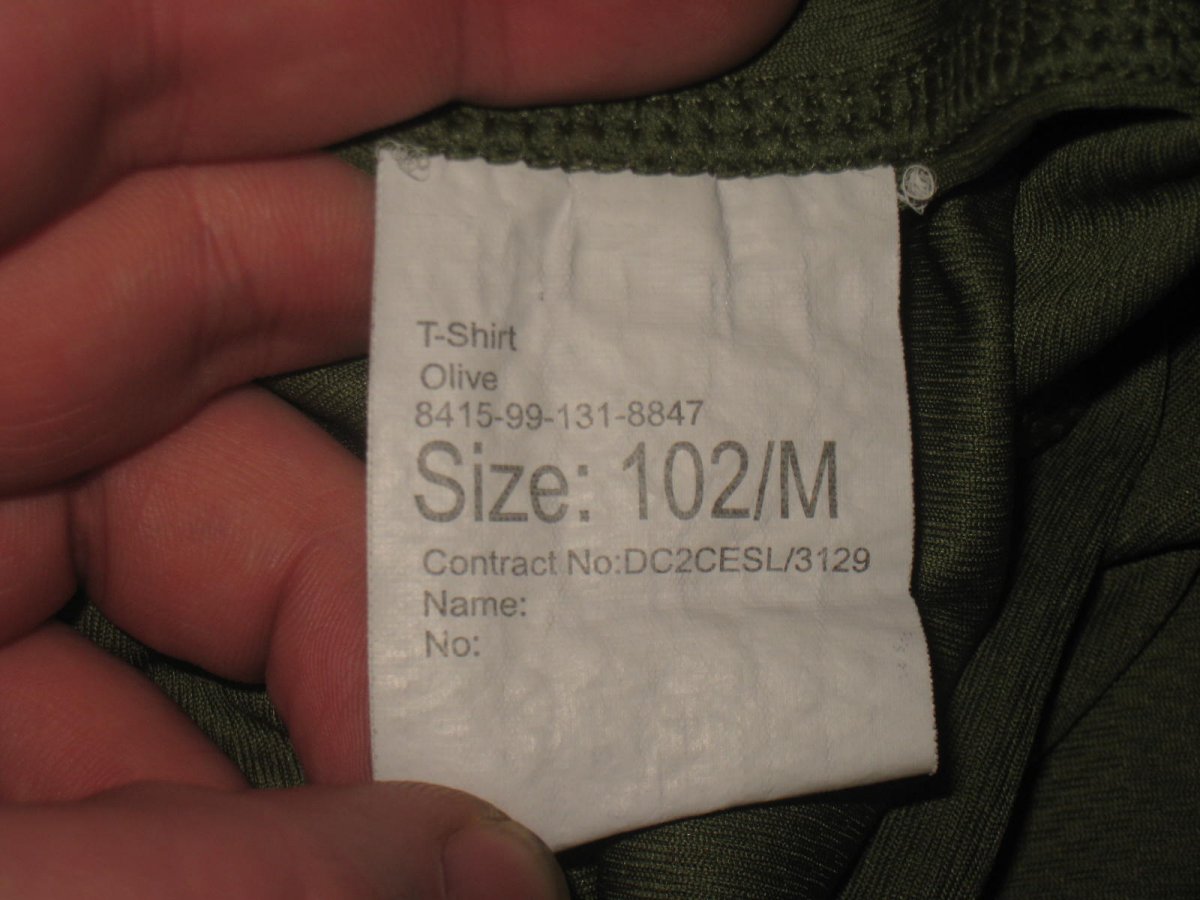 T-Shirt
Olive
8415-99-131-8847
Size: 102/M
Contract No:DC2CESL/3129
Name:
No: